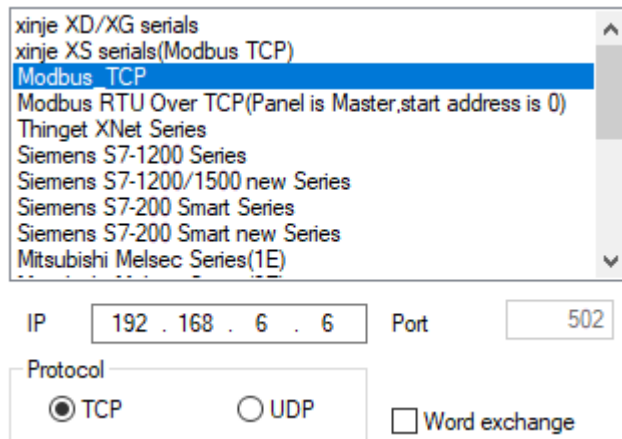 xinje XD/XG serials
xinje XS serials(Modbus TCP)
Modbus_TCP
Modbus RTU Over TCP(Panel is Master,start address is 0)
Thinget XNet Series
Siemens S7-1200 Series
Siemens S7-1200/1500 new Series
Siemens S7-200 Smart Series
Siemens S7-200 Smart new Series
Mitsubishi Melsec Series(1E)
IP 192 . 168 . 6 . 6 Port 502
Protocol
TCP UDP Word exchange